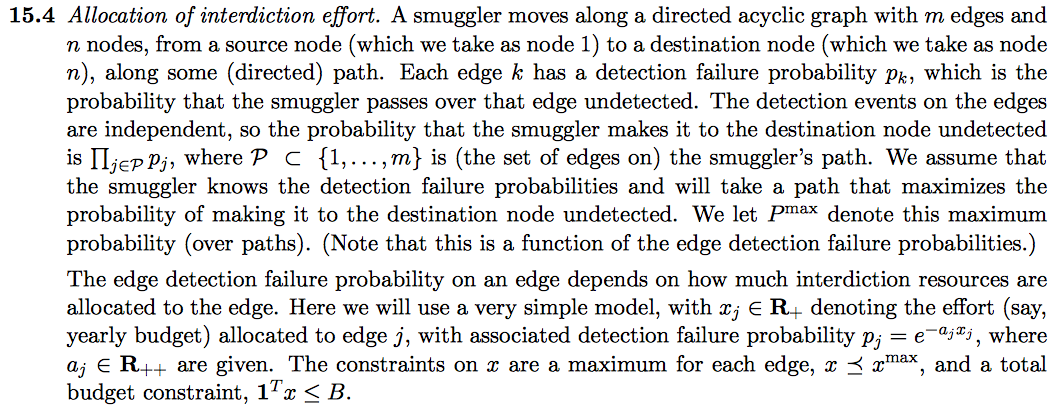 15.4 Allocation of interdiction effort. A smuggler moves along a directed acyclic graph with m edges and
n nodes, from a source node (which we take as node 1) to a destination node (which we take as node
n), along some (directed) path. Each edge k has a detection failure probability pₖ, which is the
probability that the smuggler passes over that edge undetected. The detection events on the edges
are independent, so the probability that the smuggler makes it to the destination node undetected
is ∏_{j∈𝒫} p_j, where 𝒫 ⊂ {1, . . . , m} is (the set of edges on) the smuggler's path. We assume that
the smuggler knows the detection failure probabilities and will take a path that maximizes the
probability of making it to the destination node undetected. We let P^max denote this maximum
probability (over paths). (Note that this is a function of the edge detection failure probabilities.)
The edge detection failure probability on an edge depends on how much interdiction resources are
allocated to the edge. Here we will use a very simple model, with x_j ∈ R₊ denoting the effort (say,
yearly budget) allocated to edge j, with associated detection failure probability p_j = e^{−a_j x_j}, where
a_j ∈ R₊₊ are given. The constraints on x are a maximum for each edge, x ⪯ x^max, and a total
budget constraint, 1^T x ≤ B.